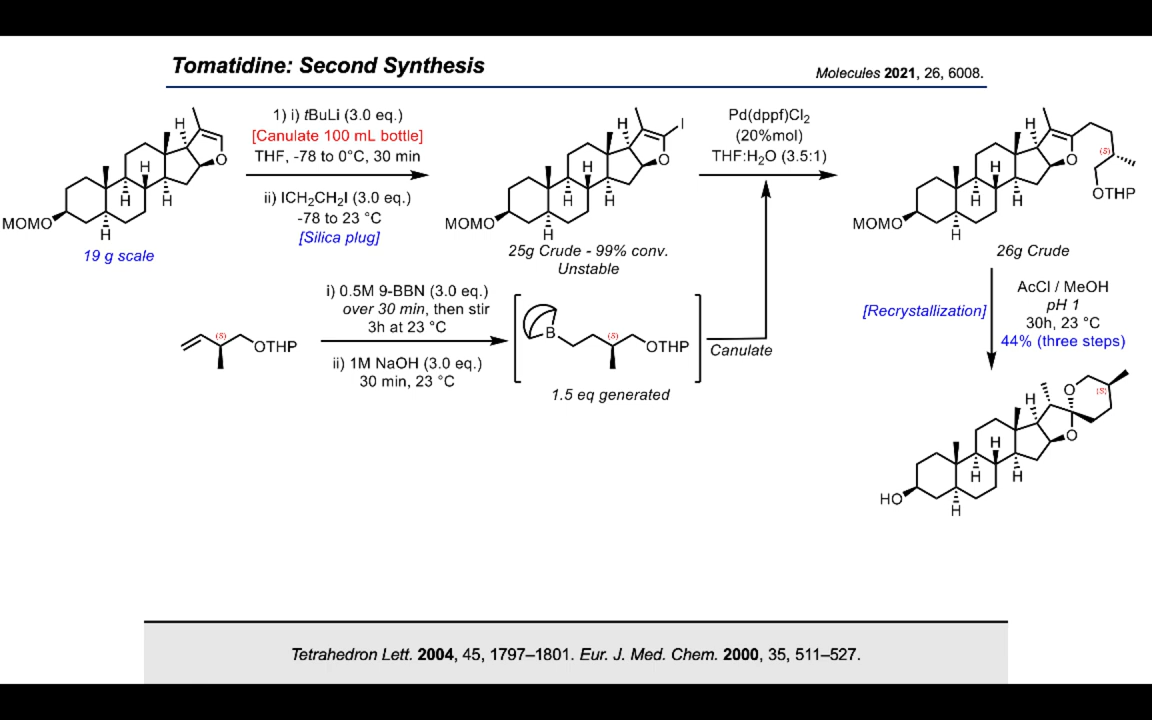 Tomatidine: Second Synthesis
Molecules 2021, 26, 6008.
1) i) tBuLi (3.0 eq.)
[Canulate 100 mL bottle]
THF, -78 to 0°C, 30 min
ii) ICH2CH2I (3.0 eq.)
-78 to 23 °C
[Silica plug]
H
O
H
H
H
MOMO
H
19 g scale
H
I
O
H
H
H
MOMO
H
25g Crude - 99% conv.
Unstable
Pd(dppf)Cl2
(20%mol)
THF:H2O (3.5:1)
H
O
(S)
OTHP
H
H
H
MOMO
H
26g Crude
i) 0.5M 9-BBN (3.0 eq.)
over 30 min, then stir
3h at 23 °C
ii) 1M NaOH (3.0 eq.)
30 min, 23 °C
(S)
OTHP
B
(S)
OTHP
1.5 eq generated
Canulate
[Recrystallization]
AcCl / MeOH
pH 1
30h, 23 °C
44% (three steps)
H
O
(S)
O
H
H
H
HO
H
Tetrahedron Lett. 2004, 45, 1797–1801. Eur. J. Med. Chem. 2000, 35, 511–527.